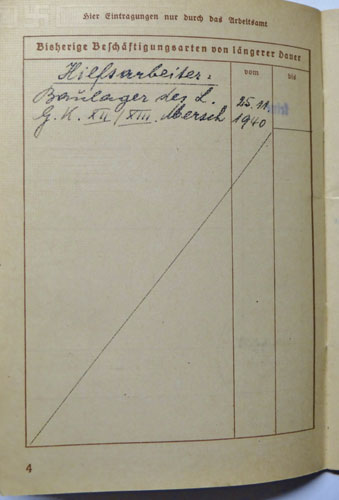 Hier Eintragungen nur durch das Arbeitsamt
Bisherige Beschäftigungsarten von längerer Dauer
vom
bis
Hilfsarbeiter:
Baulager des L.
G. K. XII/XIII. Mersch
25.11.
1940
4